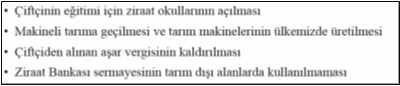 • Çiftçinin eğitimi için ziraat okullarının açılması
• Makineli tarıma geçilmesi ve tarım makinelerinin ülkemizde üretilmesi
• Çiftçiden alınan aşar vergisinin kaldırılması
• Ziraat Bankası sermayesinin tarım dışı alanlarda kullanılmaması